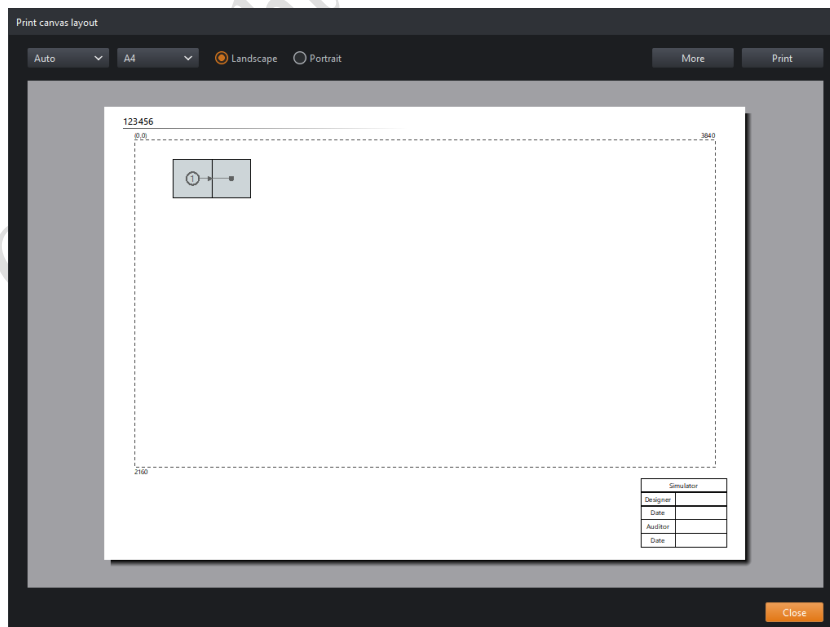 Print canvas layout
Auto A4 Landscape Portrait More Print
123456
(0,0) 3840
1
2160
Simulator
Designer
Date
Auditor
Date
Close